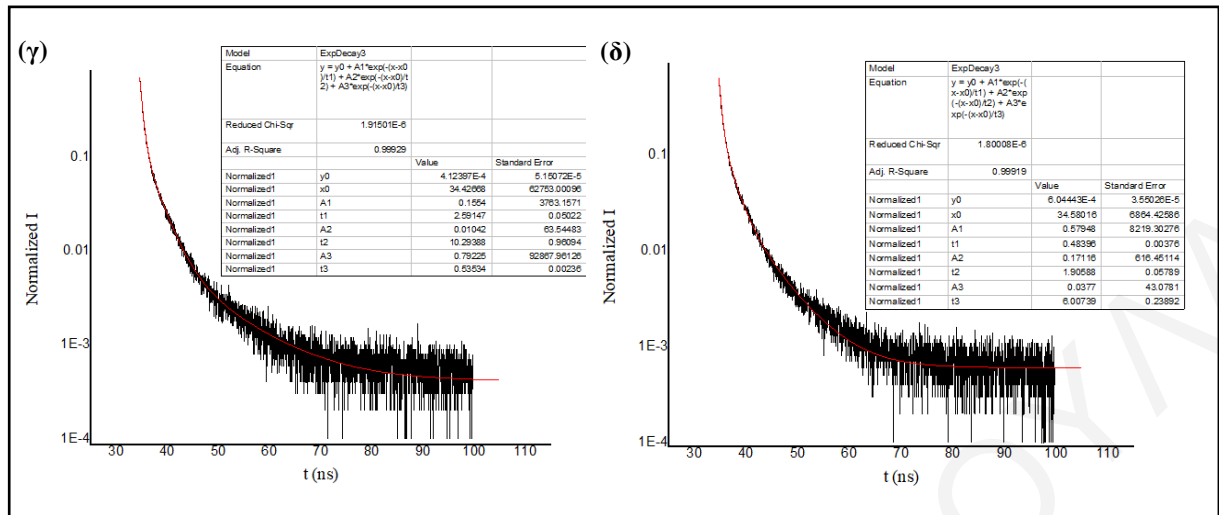 (γ)
Model ExpDecay3
Equation y = y0 + A1*exp(-(x-x0
)/t1) + A2*exp(-(x-x0)/t
2) + A3*exp(-(x-x0)/t3)
Reduced Chi-Sqr 1.91501E-6
Adj. R-Square 0.99929
Value Standard Error
Normalized1 y0 4.12397E-4 5.15072E-5
Normalized1 x0 34.42668 62753.00096
Normalized1 A1 0.1554 3763.1571
Normalized1 t1 2.59147 0.05022
Normalized1 A2 0.01042 63.54483
Normalized1 t2 10.29388 0.96094
Normalized1 A3 0.79225 92867.96126
Normalized1 t3 0.53534 0.00236
0.1
0.01
1E-3
1E-4
Normalized I
30 40 50 60 70 80 90 100 110
t (ns)
(δ)
Model ExpDecay3
Equation y = y0 + A1*exp(-(
x-x0)/t1) + A2*exp
(-(x-x0)/t2) + A3*e
xp(-(x-x0)/t3)
Reduced Chi-Sqr 1.80008E-6
Adj. R-Square 0.99919
Value Standard Error
Normalized1 y0 6.04443E-4 3.55026E-5
Normalized1 x0 34.58016 6864.42586
Normalized1 A1 0.57948 8219.30276
Normalized1 t1 0.48396 0.00376
Normalized1 A2 0.17116 616.45114
Normalized1 t2 1.90588 0.05789
Normalized1 A3 0.0377 43.0781
Normalized1 t3 6.00739 0.23892
0.1
0.01
1E-3
1E-4
Normalized I
30 40 50 60 70 80 90 100 110
t (ns)